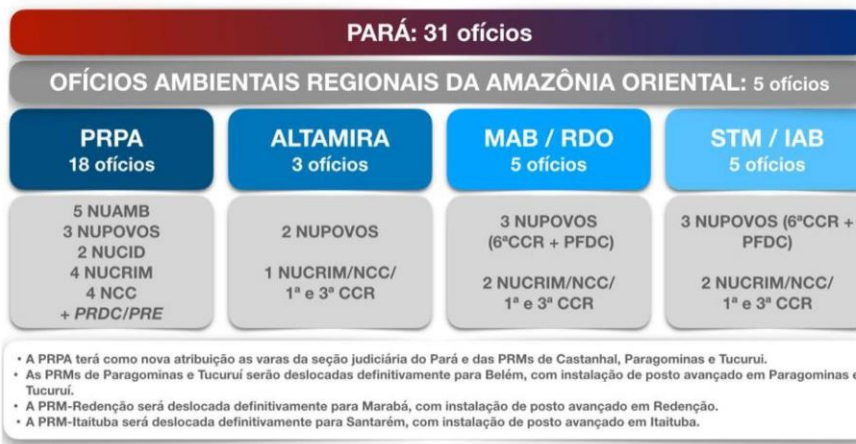 PARÁ: 31 ofícios
OFÍCIOS AMBIENTAIS REGIONAIS DA AMAZÔNIA ORIENTAL: 5 ofícios
PRPA
18 ofícios
5 NUAMB
3 NUPOVOS
2 NUCID
4 NUCRIM
4 NCC
+ PRDC/PRE
ALTAMIRA
3 ofícios
2 NUPOVOS
1 NUCRIM/NCC/
1ª e 3ª CCR
MAB / RDO
5 ofícios
3 NUPOVOS
(6ªCCR + PFDC)
2 NUCRIM/NCC/
1ª e 3ª CCR
STM / IAB
5 ofícios
3 NUPOVOS (6ªCCR +
PFDC)
2 NUCRIM/NCC/
1ª e 3ª CCR
• A PRPA terá como nova atribuição as varas da seção judiciária do Pará e das PRMs de Castanhal, Paragominas e Tucurui.
• As PRMs de Paragominas e Tucuruí serão deslocadas definitivamente para Belém, com instalação de posto avançado em Paragominas e
Tucuruí.
• A PRM-Redenção será deslocada definitivamente para Marabá, com instalação de posto avançado em Redenção.
• A PRM-Itaituba será deslocada definitivamente para Santarém, com instalação de posto avançado em Itaituba.